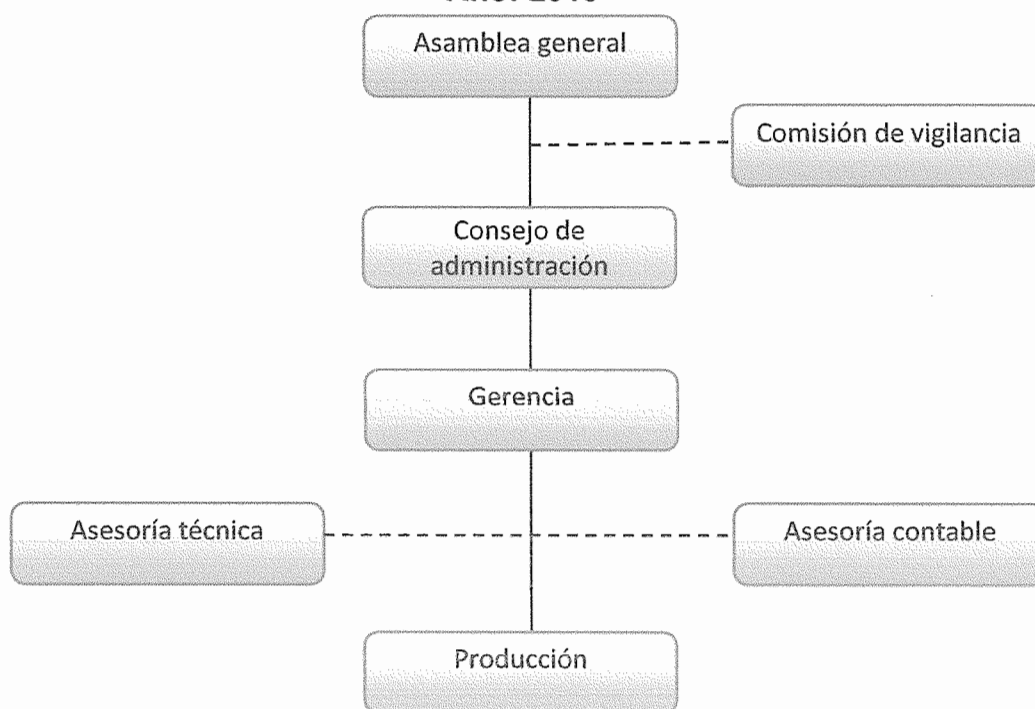 Asamblea general
Comisión de vigilancia
Consejo de
administración
Gerencia
Asesoría técnica
Asesoría contable
Producción